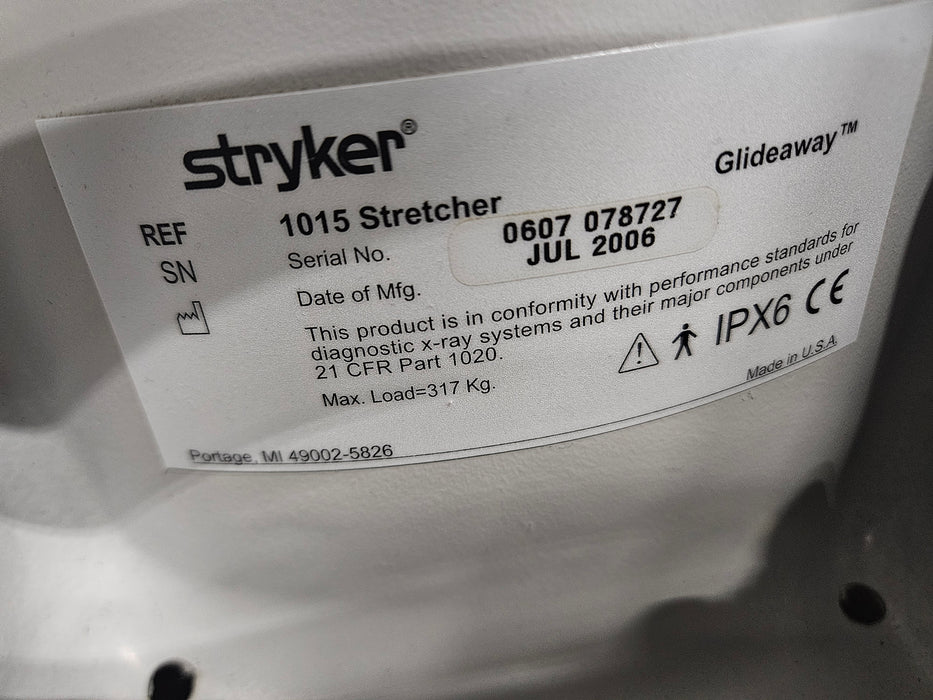 stryker®
Glideaway™
REF 1015 Stretcher
SN Serial No. 0607 078727
Date of Mfg. JUL 2006
This product is in conformity with performance standards for
diagnostic x-ray systems and their major components under
21 CFR Part 1020.
Max. Load=317 Kg.
IPX6 CE
Made in U.S.A.
Portage, MI 49002-5826